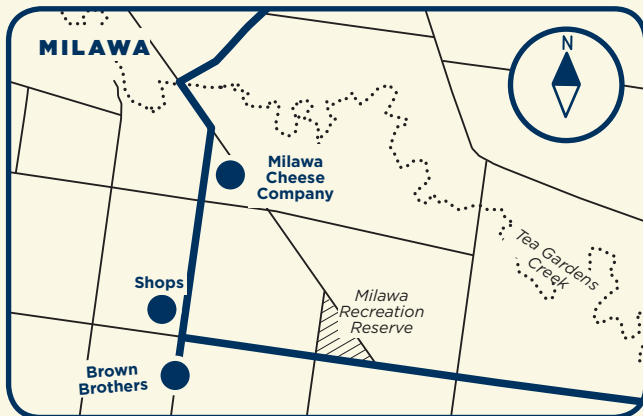 MILAWA
N
Milawa
Cheese
Company
Tea Gardens
Creek
Shops
Milawa
Recreation
Reserve
Brown
Brothers